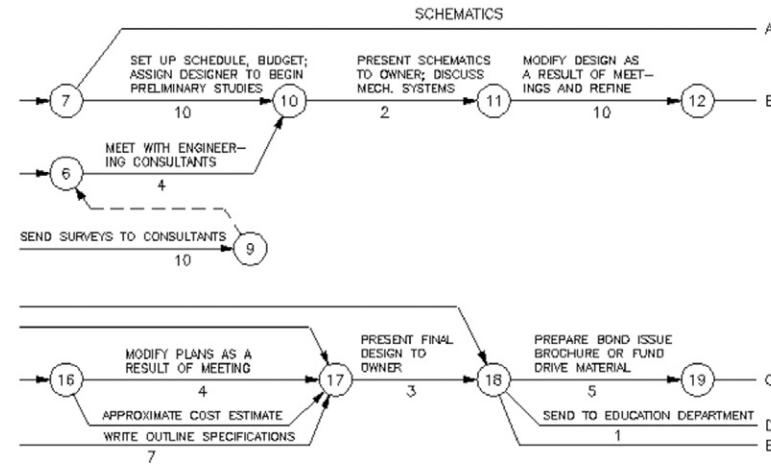 SCHEMATICS
A
SET UP SCHEDULE, BUDGET;
ASSIGN DESIGNER TO BEGIN
PRELIMINARY STUDIES
PRESENT SCHEMATICS
TO OWNER; DISCUSS
MECH. SYSTEMS
MODIFY DESIGN AS
A RESULT OF MEET-
INGS AND REFINE
7
10
10
2
11
10
12
MEET WITH ENGINEER-
ING CONSULTANTS
6
4
SEND SURVEYS TO CONSULTANTS
9
10
MODIFY PLANS AS A
RESULT OF MEETING
PRESENT FINAL
DESIGN TO
OWNER
PREPARE BOND ISSUE
BROCHURE OR FUND
DRIVE MATERIAL
16
4
17
3
18
5
19
APPROXIMATE COST ESTIMATE
SEND TO EDUCATION DEPARTMENT
1
WRITE OUTLINE SPECIFICATIONS
7